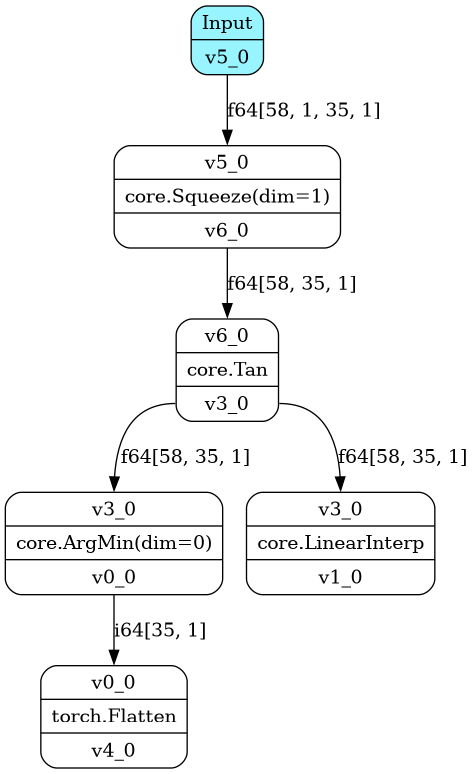 Input
v5_0
f64[58, 1, 35, 1]
v5_0
core.Squeeze(dim=1)
v6_0
f64[58, 35, 1]
v6_0
core.Tan
v3_0
f64[58, 35, 1]
f64[58, 35, 1]
v3_0
core.ArgMin(dim=0)
v0_0
v3_0
core.LinearInterp
v1_0
i64[35, 1]
v0_0
torch.Flatten
v4_0